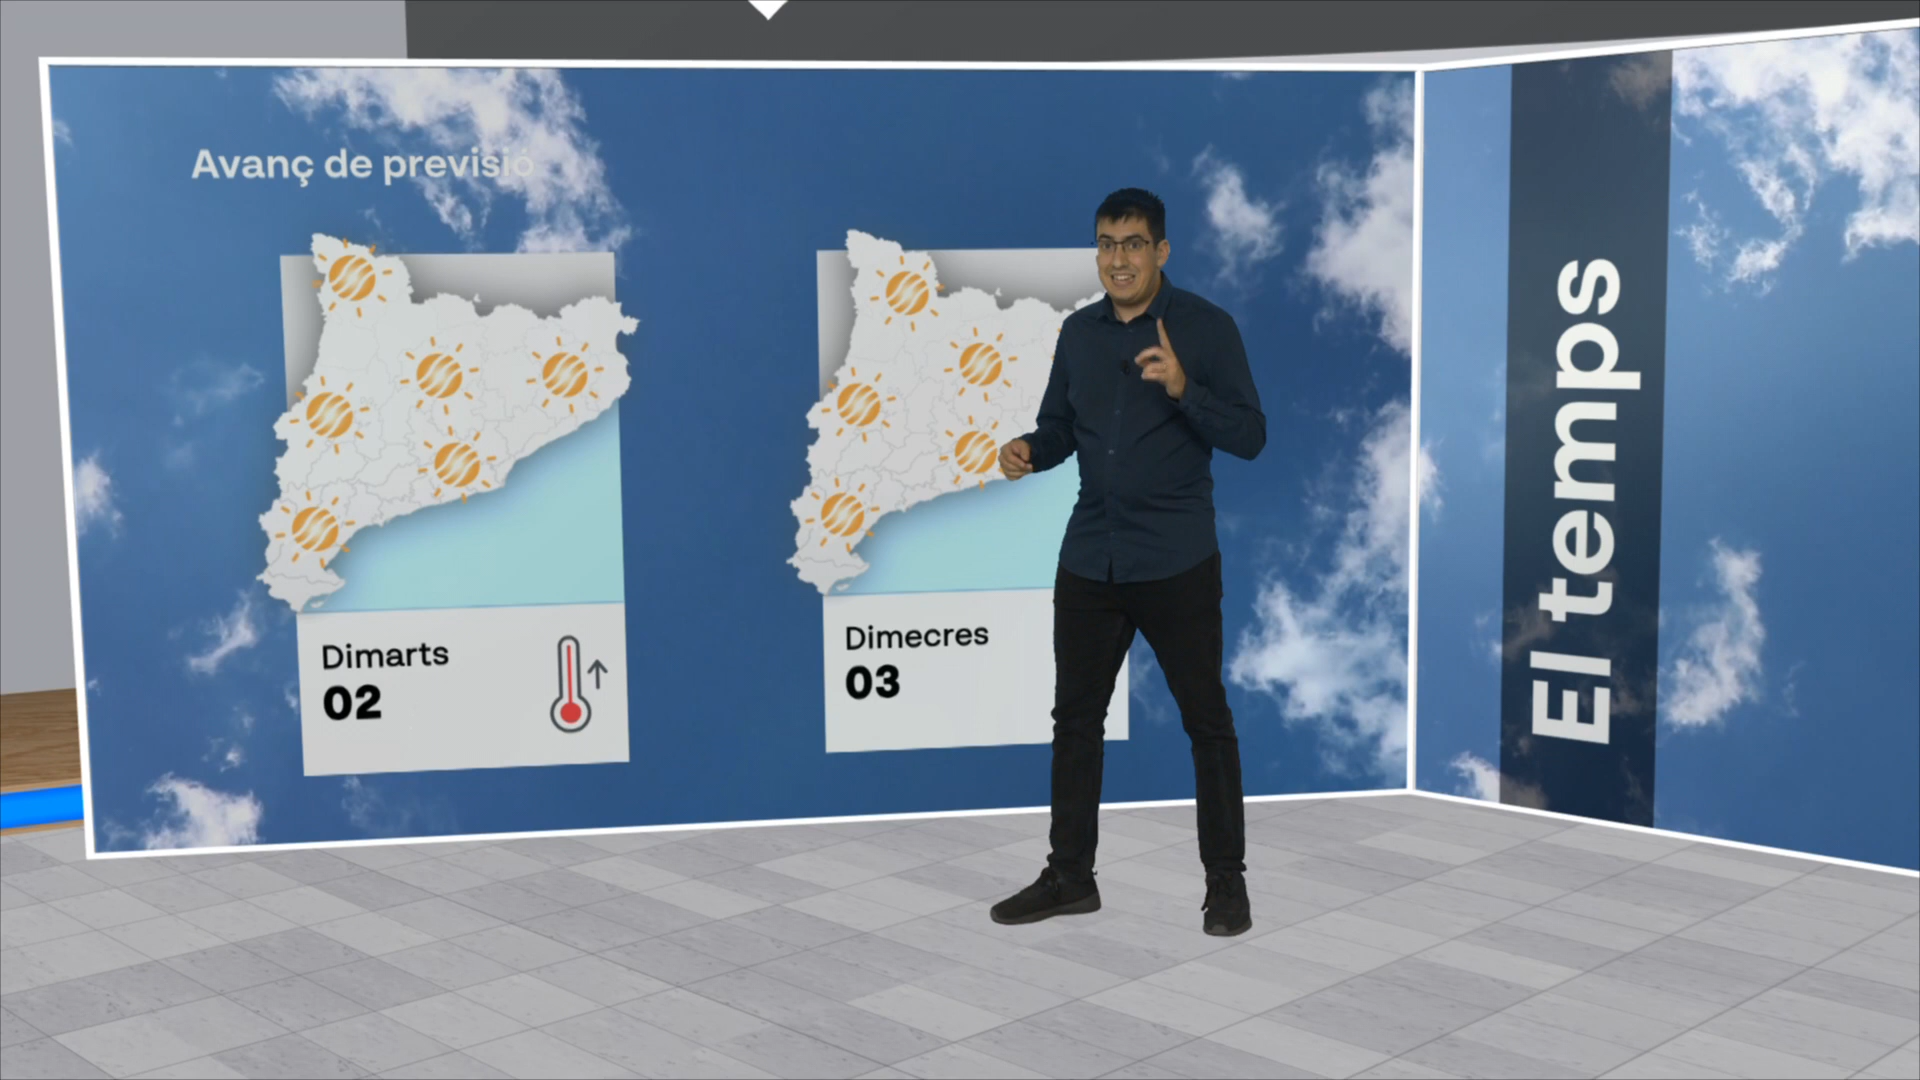 Avanç de previsió
Dimarts
02
Dimecres
03
El temps